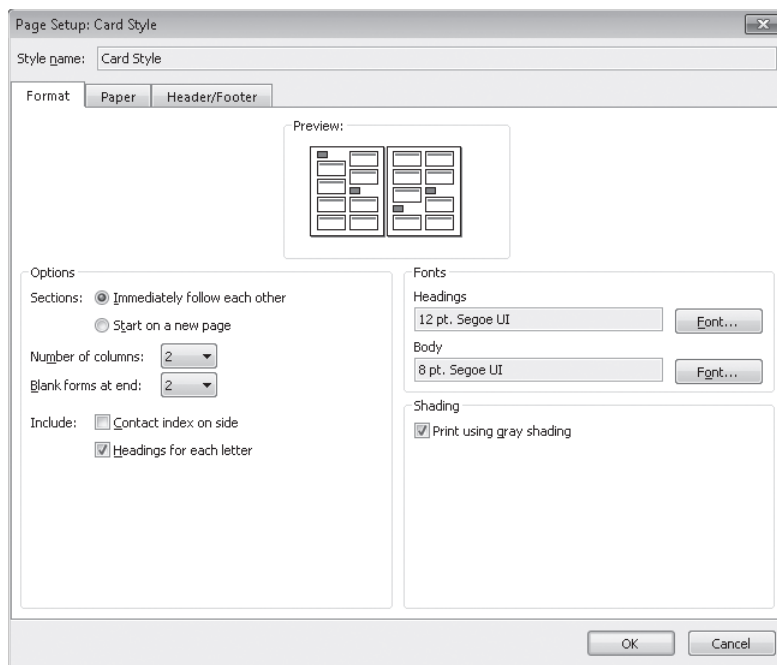 Page Setup: Card Style
Style name: Card Style
Format Paper Header/Footer
Preview:
Options
Sections: Immediately follow each other
Start on a new page
Number of columns: 2
Blank forms at end: 2
Include: Contact index on side
Headings for each letter
Fonts
Headings
12 pt. Segoe UI Font...
Body
8 pt. Segoe UI Font...
Shading
Print using gray shading
OK Cancel